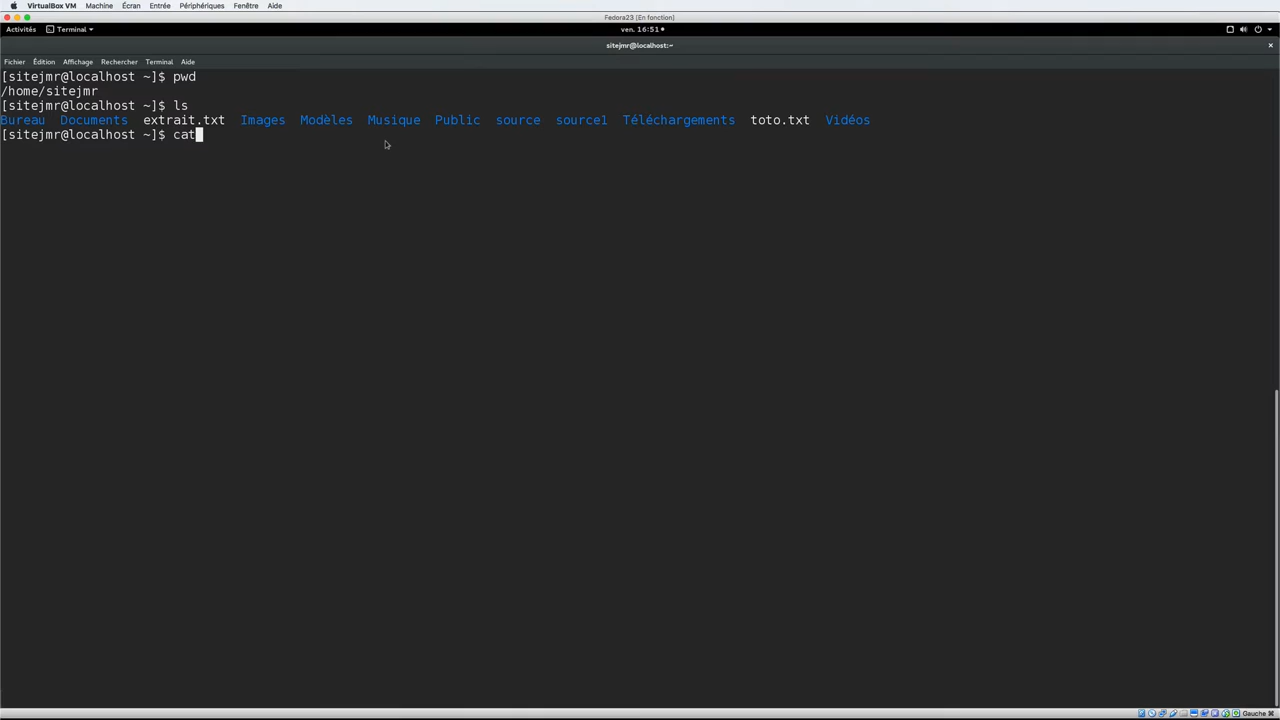 VirtualBox VM Machine Écran Entrée Périphériques Fenêtre Aide
Fedora23 [En fonction]
Activités Terminal ven. 16:51
sitejmr@localhost:~
Fichier Édition Affichage Rechercher Terminal Aide
[sitejmr@localhost ~]$ pwd
/home/sitejmr
[sitejmr@localhost ~]$ ls
Bureau Documents extrait.txt Images Modèles Musique Public source source1 Téléchargements toto.txt Vidéos
[sitejmr@localhost ~]$ cat
Gauche ⌘